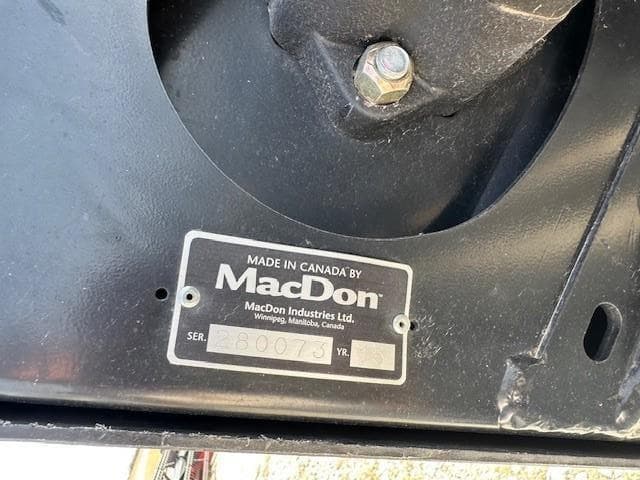 MADE IN CANADA BY
MacDon
MacDon Industries Ltd.
Winnipeg, Manitoba, Canada
SER. 280073 YR.